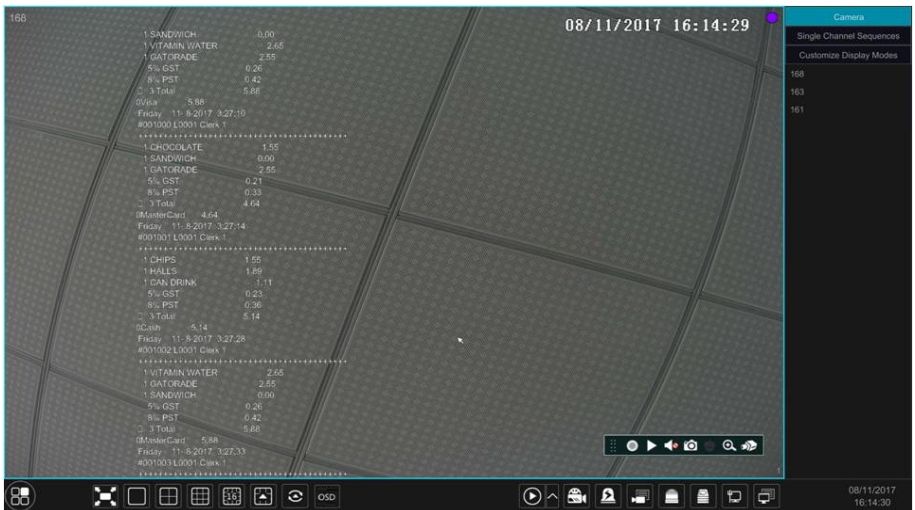 168
08/11/2017 16:14:29
Camera
Single Channel Sequences
Customize Display Modes
168
163
161
1 SANDWICH 0.00
1 VITAMIN WATER 2.65
1 GATORADE 2.55
5% GST 0.26
8% PST 0.42
3 Total 5.88
Visa 5.88
Friday 11- 8-2017 3:27:10
#001000 L0001 Clerk 1
++++++++++++++++++++++++++++++++++++++
1 CHOCOLATE 1.55
1 SANDWICH 0.00
1 GATORADE 2.55
5% GST 0.21
8% PST 0.33
3 Total 4.64
MasterCard 4.64
Friday 11- 8-2017 3:27:14
#001001 L0001 Clerk 1
++++++++++++++++++++++++++++++++++++++
1 CHIPS 1.55
1 HALLS 1.89
1 CAN DRINK 1.11
5% GST 0.23
8% PST 0.36
3 Total 5.14
Cash 5.14
Friday 11- 8-2017 3:27:28
#001002 L0001 Clerk 1
++++++++++++++++++++++++++++++++++++++
1 VITAMIN WATER 2.65
1 GATORADE 2.55
1 SANDWICH 0.00
5% GST 0.26
8% PST 0.42
3 Total 5.88
MasterCard 5.88
Friday 11- 8-2017 3:27:33
#001003 L0001 Clerk 1
++++++++++++++++++++++++++++++++++++++
1
16
OSD
08/11/2017
16:14:30